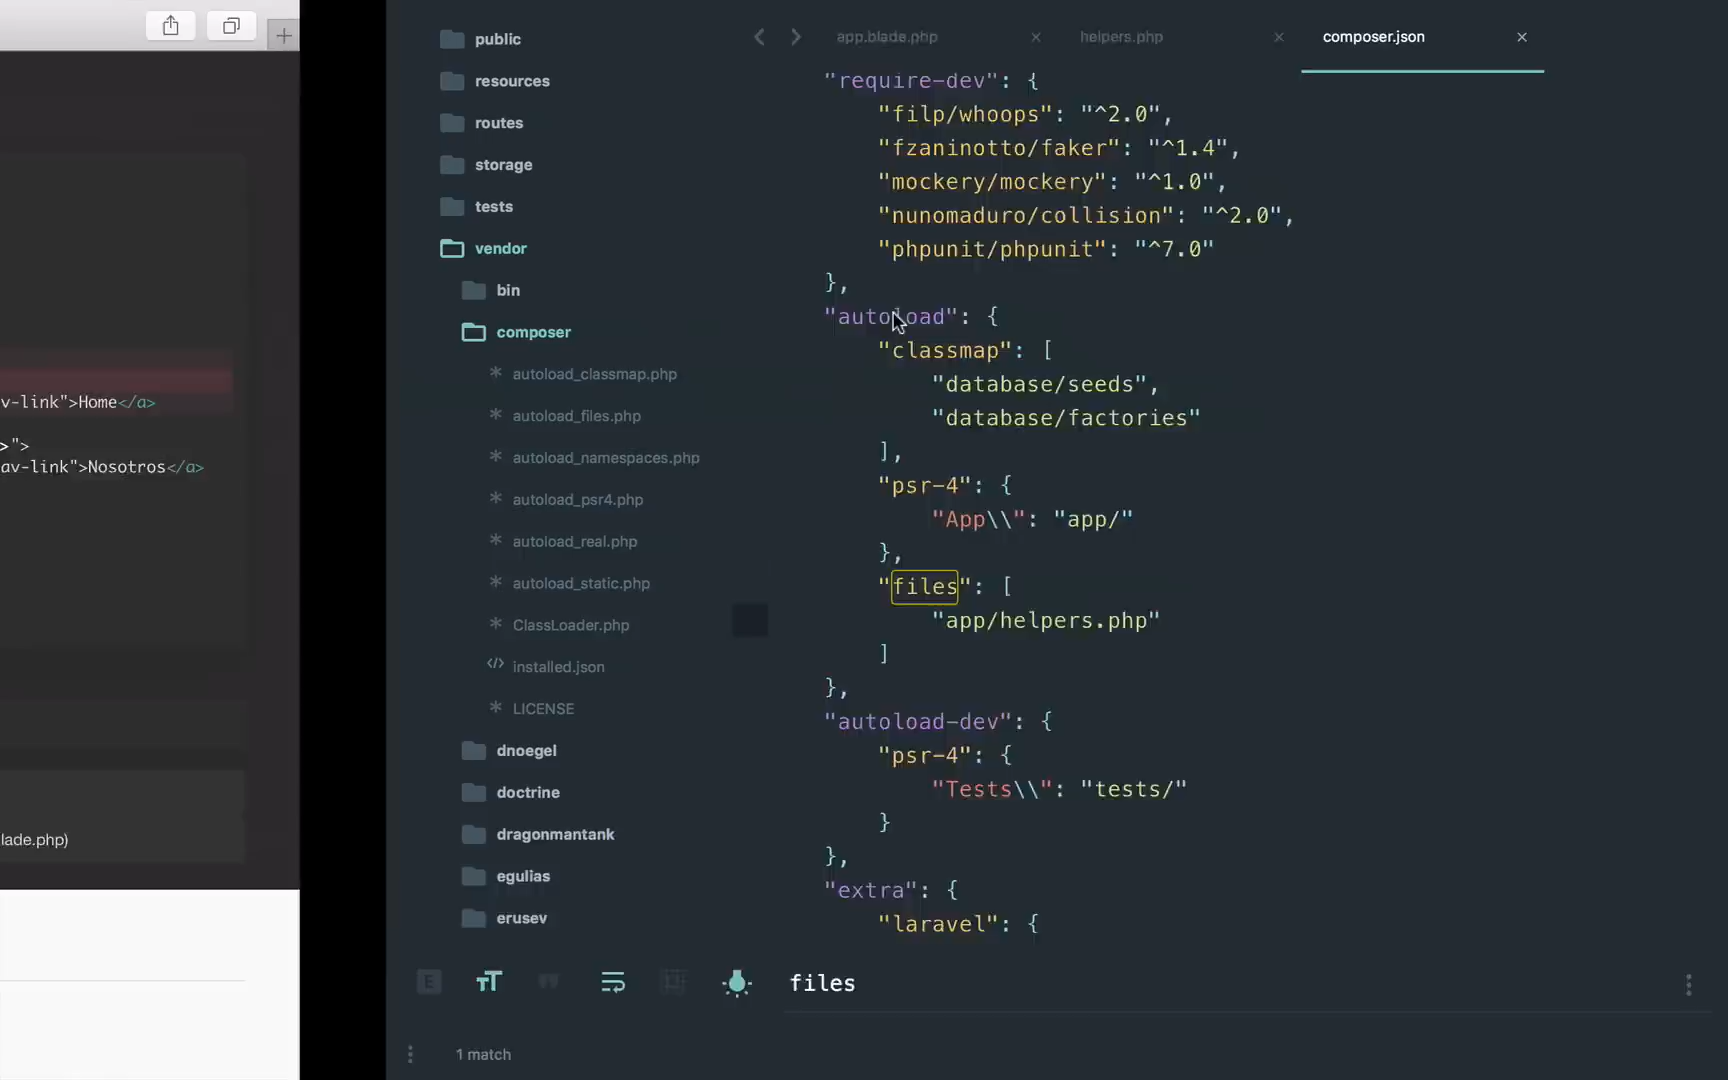 v-link">Home</a>
>">
av-link">Nosotros</a>
lade.php)
public
resources
routes
storage
tests
vendor
bin
composer
autoload_classmap.php
autoload_files.php
autoload_namespaces.php
autoload_psr4.php
autoload_real.php
autoload_static.php
ClassLoader.php
installed.json
LICENSE
dnoegel
doctrine
dragonmantank
egulias
erusev
app.blade.php
helpers.php
composer.json
"require-dev": {
"filp/whoops": "^2.0",
"fzaninotto/faker": "^1.4",
"mockery/mockery": "^1.0",
"nunomaduro/collision": "^2.0",
"phpunit/phpunit": "^7.0"
},
"autoload": {
"classmap": [
"database/seeds",
"database/factories"
],
"psr-4": {
"App\\": "app/"
},
"files": [
"app/helpers.php"
]
},
"autoload-dev": {
"psr-4": {
"Tests\\": "tests/"
}
},
"extra": {
"laravel": {
files
1 match